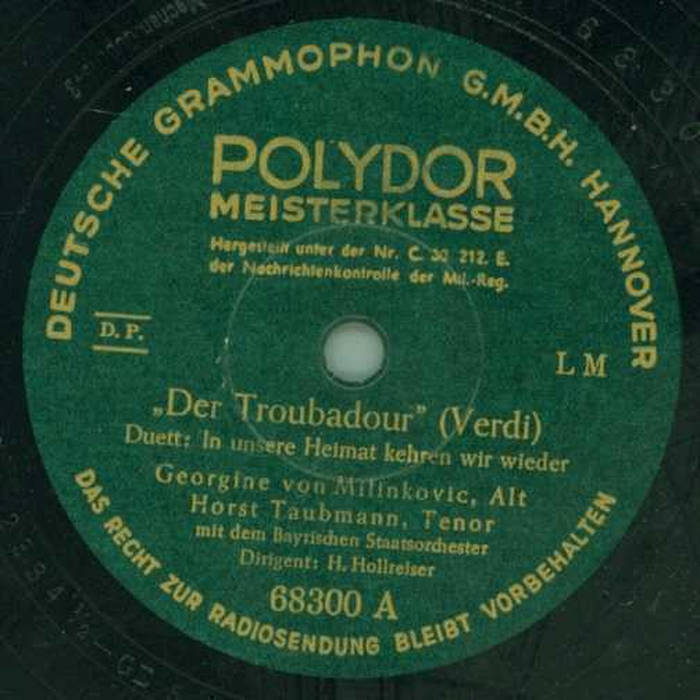 DEUTSCHE GRAMMOPHON G.M.B.H. HANNOVER
POLYDOR
MEISTERKLASSE
Hergestellt unter der Nr. C. 30 212. E.
der Nachrichtenkontrolle der Mil.-Reg.
D. P.
L M
„Der Troubadour” (Verdi)
Duett: In unsere Heimat kehren wir wieder
Georgine von Milinkovic, Alt
Horst Taubmann, Tenor
mit dem Bayrischen Staatsorchester
Dirigent: H. Hollreiser
68300 A
DAS RECHT ZUR RADIOSENDUNG BLEIBT VORBEHALTEN